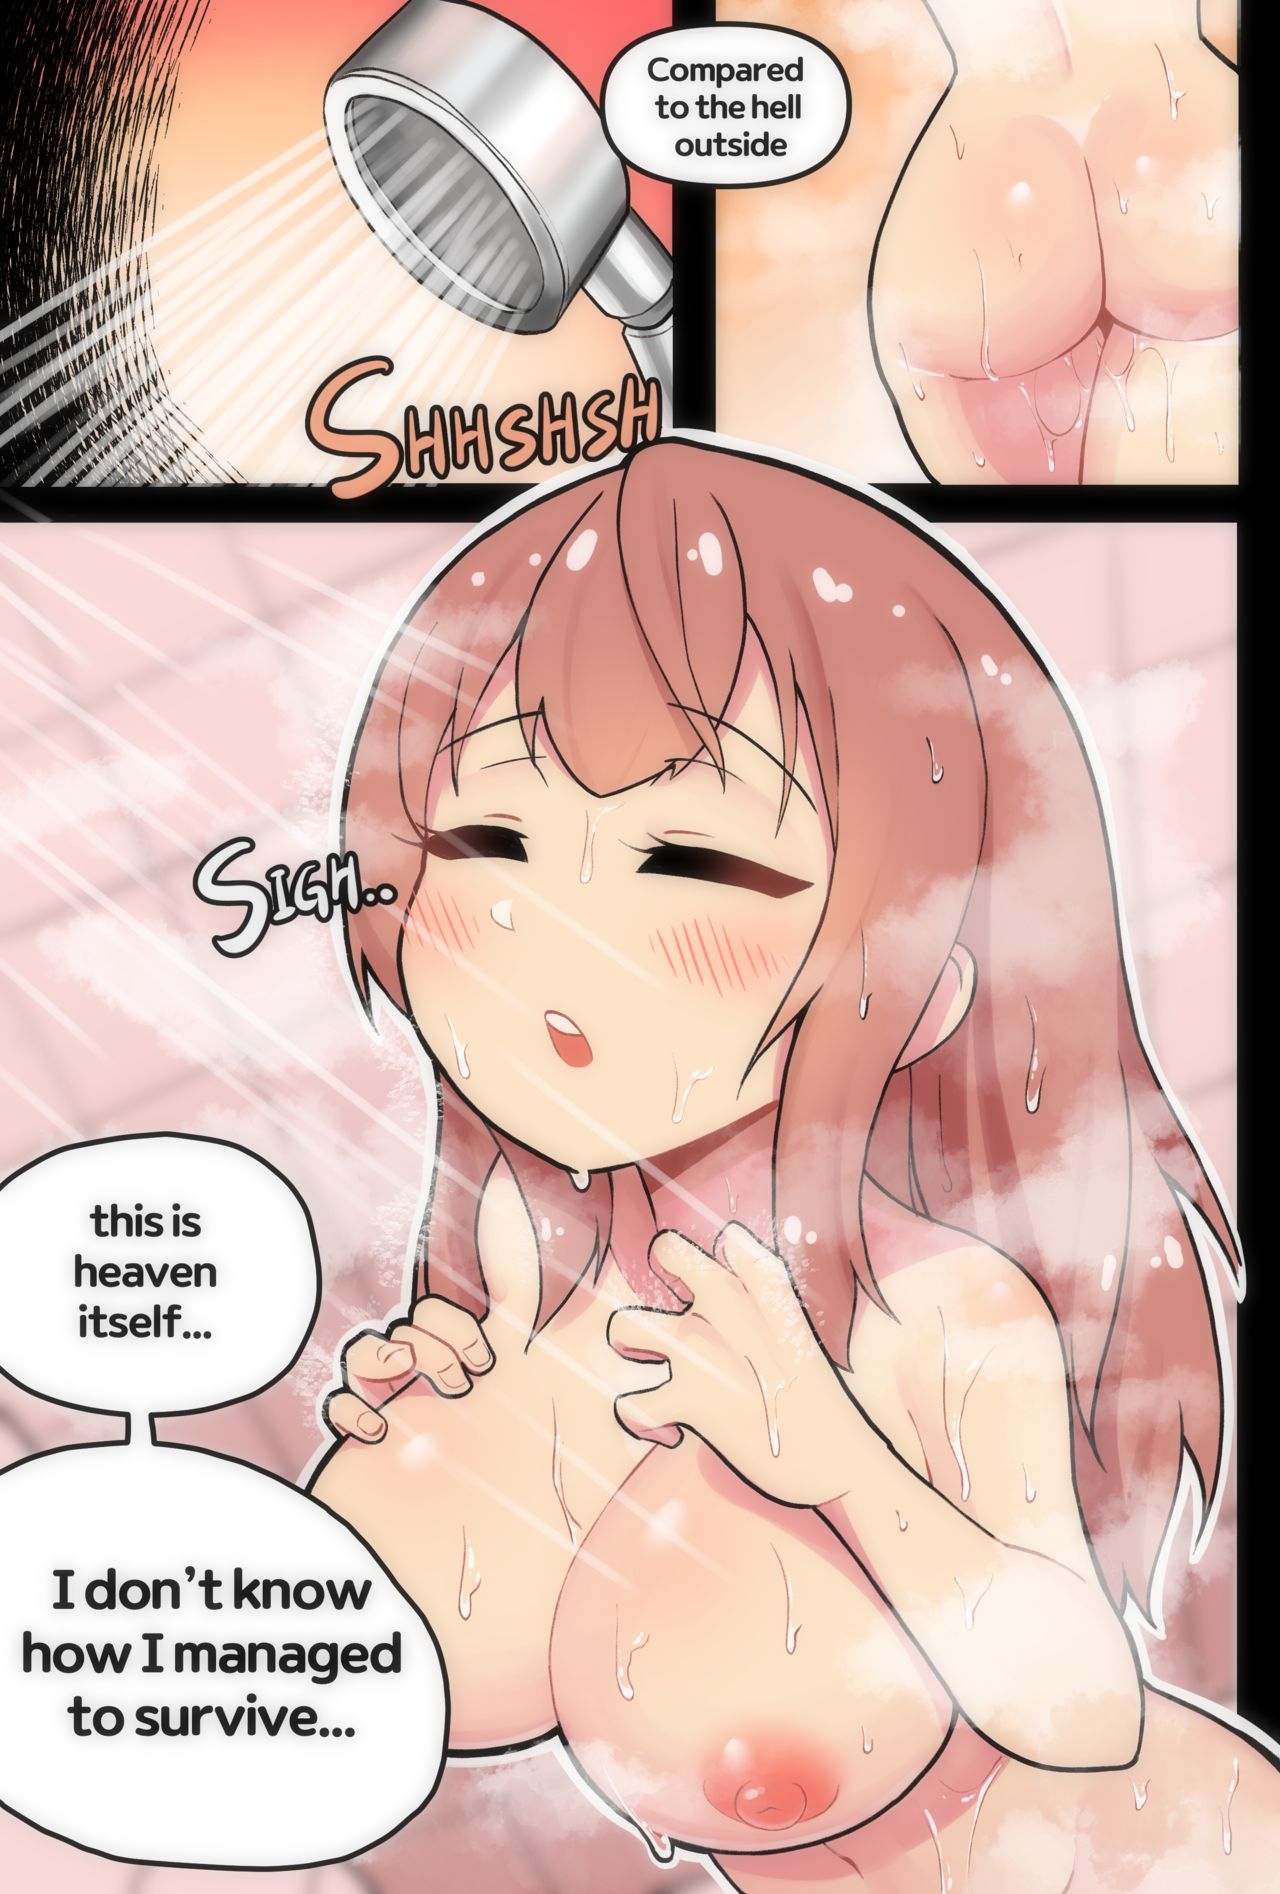 Compared
to the hell
outside
SHHSHSH
SIGH..
this is
heaven
itself...
I don't know
how I managed
to survive...